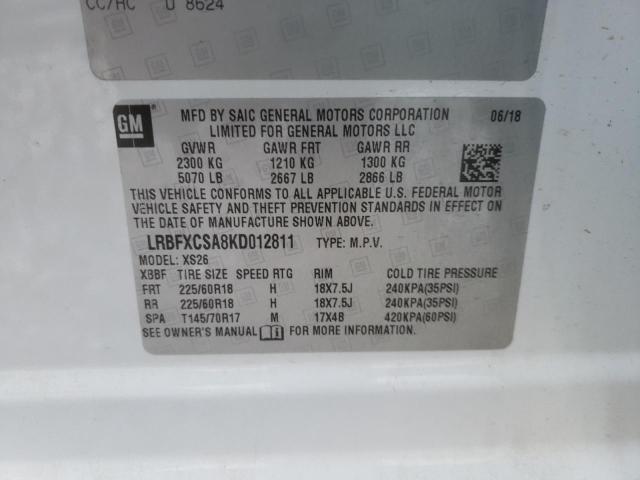 CC/HC U 8624
GM
MFD BY SAIC GENERAL MOTORS CORPORATION 06/18
LIMITED FOR GENERAL MOTORS LLC
GVWR GAWR FRT GAWR RR
2300 KG 1210 KG 1300 KG
5070 LB 2667 LB 2866 LB
THIS VEHICLE CONFORMS TO ALL APPLICABLE U.S. FEDERAL MOTOR
VEHICLE SAFETY AND THEFT PREVENTION STANDARDS IN EFFECT ON
THE DATE OF MANUFACTURE SHOWN ABOVE.
LRBFXCSA8KD012811 TYPE: M.P.V.
MODEL: XS26
XBBF TIRE SIZE SPEED RTG RIM COLD TIRE PRESSURE
FRT 225/60R18 H 18X7.5J 240KPA(35PSI)
RR 225/60R18 H 18X7.5J 240KPA(35PSI)
SPA T145/70R17 M 17X4B 420KPA(60PSI)
SEE OWNER'S MANUAL FOR MORE INFORMATION